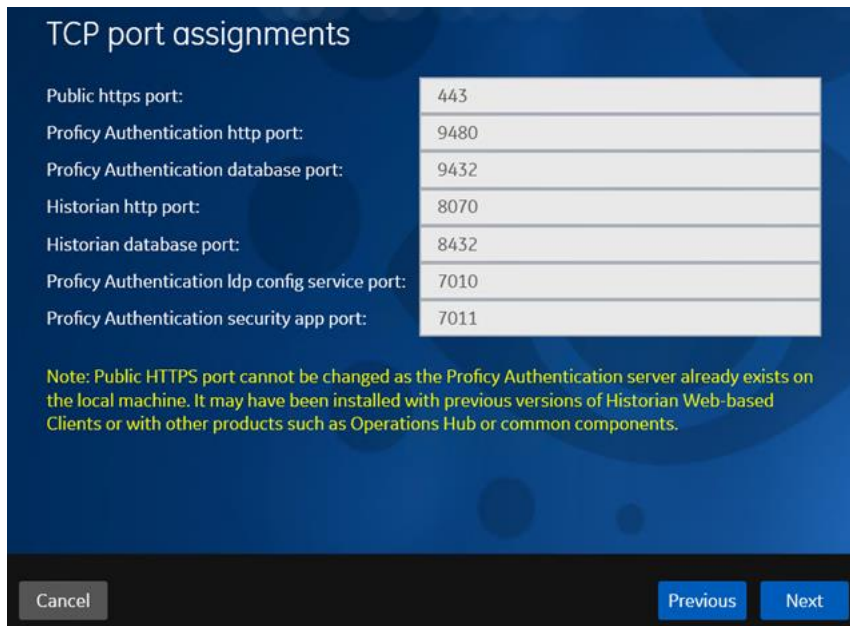 TCP port assignments
Public https port: 443
Proficy Authentication http port: 9480
Proficy Authentication database port: 9432
Historian http port: 8070
Historian database port: 8432
Proficy Authentication ldp config service port: 7010
Proficy Authentication security app port: 7011
Note: Public HTTPS port cannot be changed as the Proficy Authentication server already exists on
the local machine. It may have been installed with previous versions of Historian Web-based
Clients or with other products such as Operations Hub or common components.
Cancel Previous Next